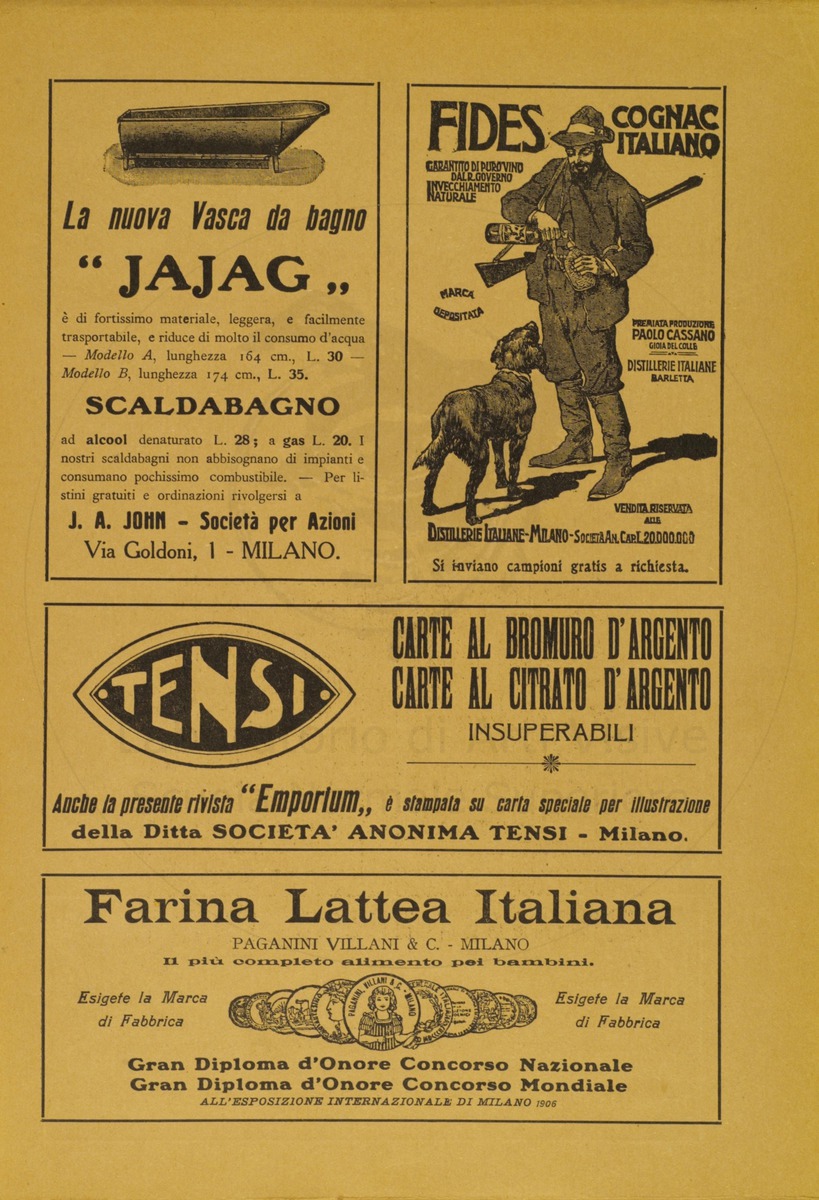 La nuova Vasca da bagno
“ JAJAG „
è di fortissimo materiale, leggera, e facilmente
trasportabile, e riduce di molto il consumo d'acqua
— Modello A, lunghezza 164 cm., L. 30 —
Modello B, lunghezza 174 cm., L. 35.
SCALDABAGNO
ad alcool denaturato L. 28; a gas L. 20. I
nostri scaldabagni non abbisognano di impianti e
consumano pochissimo combustibile. — Per li-
stini gratuiti e ordinazioni rivolgersi a
J. A. JOHN - Società per Azioni
Via Goldoni, 1 - MILANO.
FIDES COGNAC
ITALIANO
GARANTITO DI PURO VINO
DAL R. GOVERNO
INVECCHIAMENTO
NATURALE
MARCA
DEPOSITATA
PREMIATA PRODUZIONE
PAOLO CASSANO
GIOIA DEL COLLE
DISTILLERIE ITALIANE
BARLETTA
VENDITA RISERVATA
ALLE
DISTILLERIE ITALIANE-MILANO-SOCIETÀ AN. CAP. L. 20.000.000
Si inviano campioni gratis a richiesta.
TENSI
CARTE AL BROMURO D'ARGENTO
CARTE AL CITRATO D'ARGENTO
INSUPERABILI
Anche la presente rivista “Emporium„ è stampata su carta speciale per illustrazione
della Ditta SOCIETA' ANONIMA TENSI - Milano.
Farina Lattea Italiana
PAGANINI VILLANI & C. - MILANO
Il più completo alimento pei bambini.
Esigete la Marca
di Fabbrica
PAGANINI VILLANI & C. - MILANO
Esigete la Marca
di Fabbrica
Gran Diploma d'Onore Concorso Nazionale
Gran Diploma d'Onore Concorso Mondiale
ALL'ESPOSIZIONE INTERNAZIONALE DI MILANO 1906